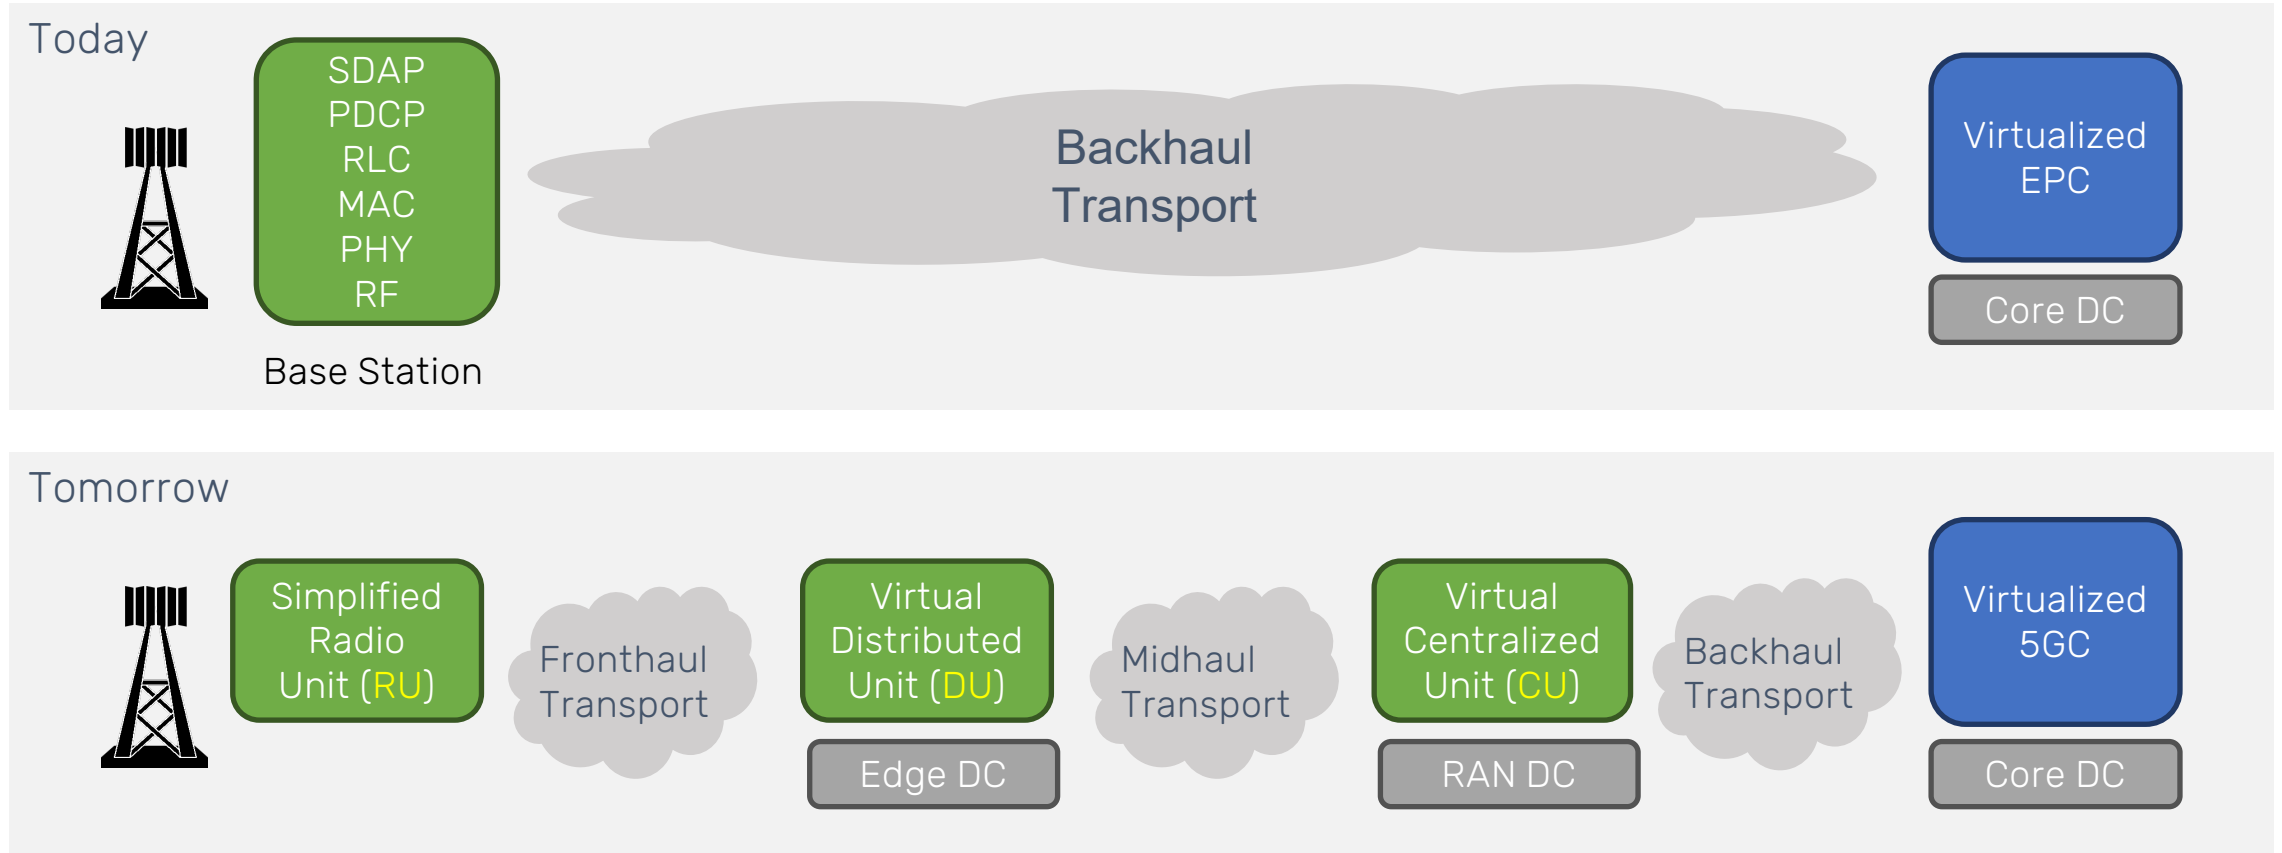 Today
SDAP
PDCP
RLC
MAC
PHY
RF
Base Station
Backhaul
Transport
Virtualized
EPC
Core DC
Tomorrow
Simplified
Radio
Unit (RU)
Fronthaul
Transport
Virtual
Distributed
Unit (DU)
Edge DC
Midhaul
Transport
Virtual
Centralized
Unit (CU)
RAN DC
Backhaul
Transport
Virtualized
5GC
Core DC